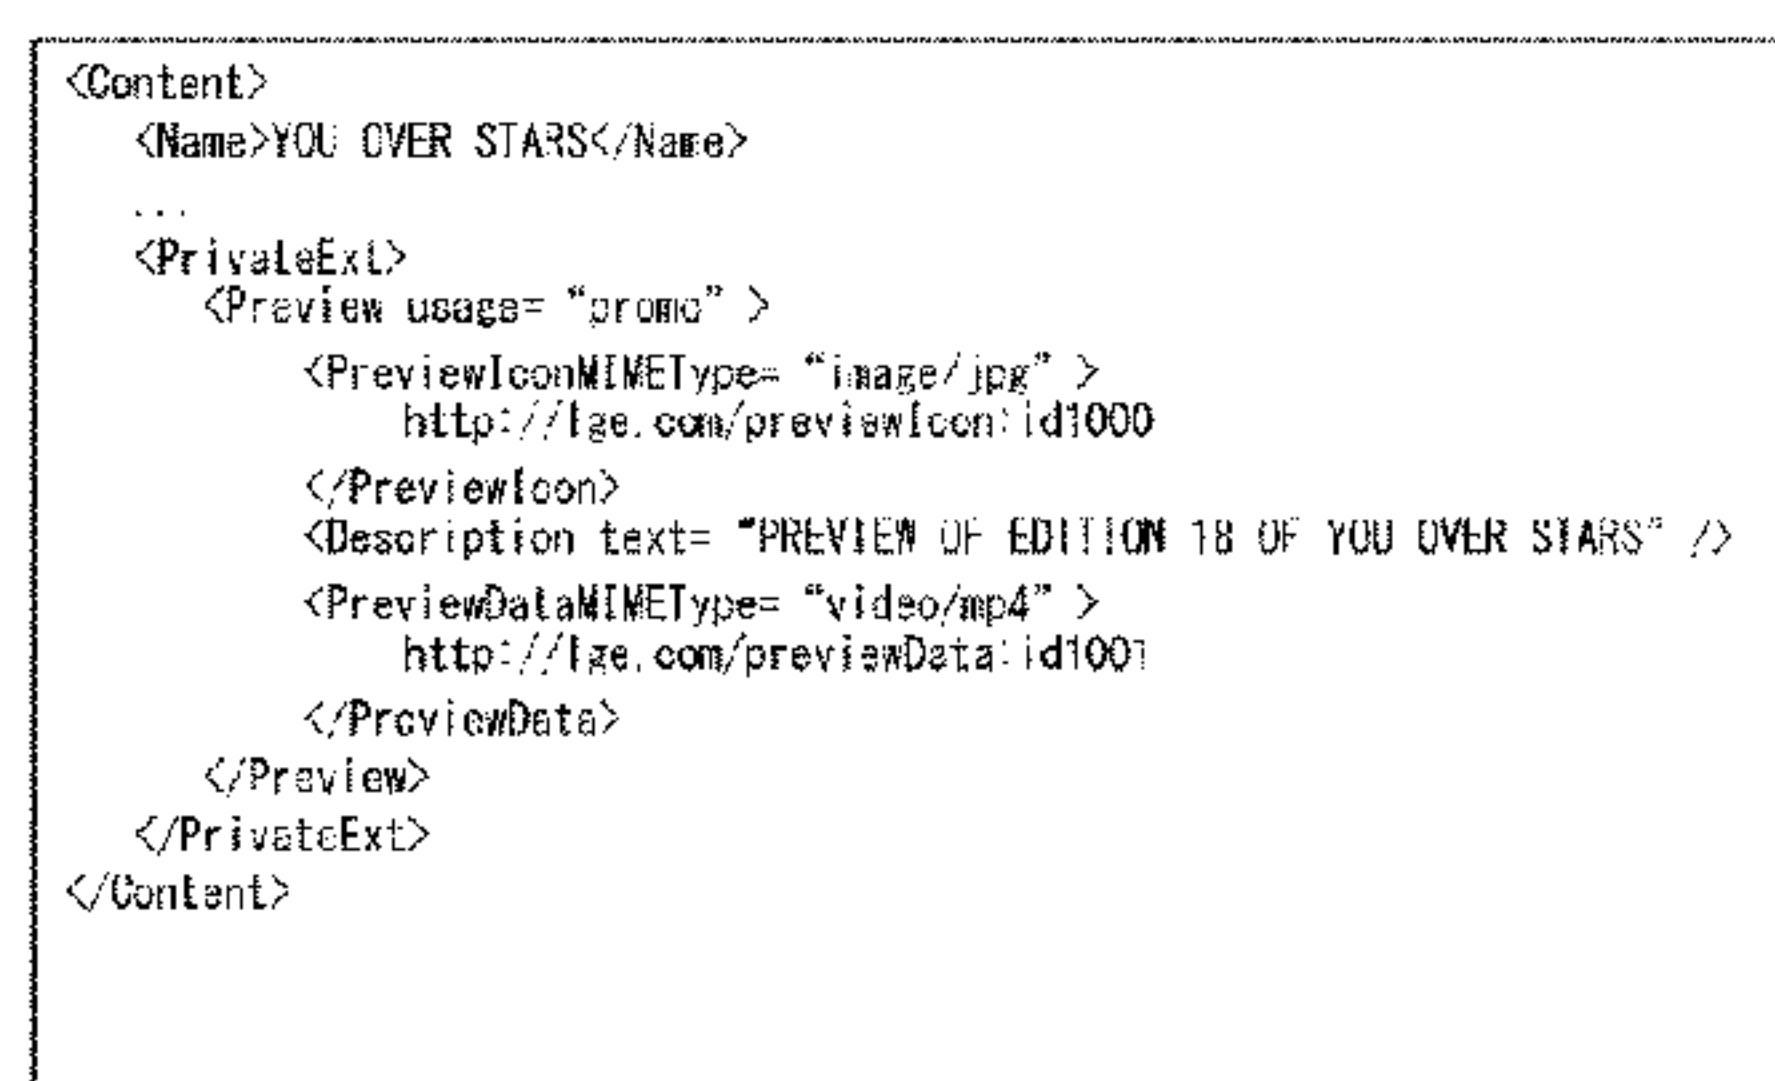 <Content>
<Name>YOU OVER STARS</Name>
...
<PrivateExt>
<Preview usage= “promo” >
<PreviewIconMIMEType= “image/jpg” >
http://lge.com/previewIcon:id1000
</PreviewIcon>
<Description text= “PREVIEW OF EDITION 18 OF YOU OVER STARS” />
<PreviewDataMIMEType= “video/mp4” >
http://lge.com/previewData:id1001
</PreviewData>
</Preview>
</PrivateExt>
</Content>